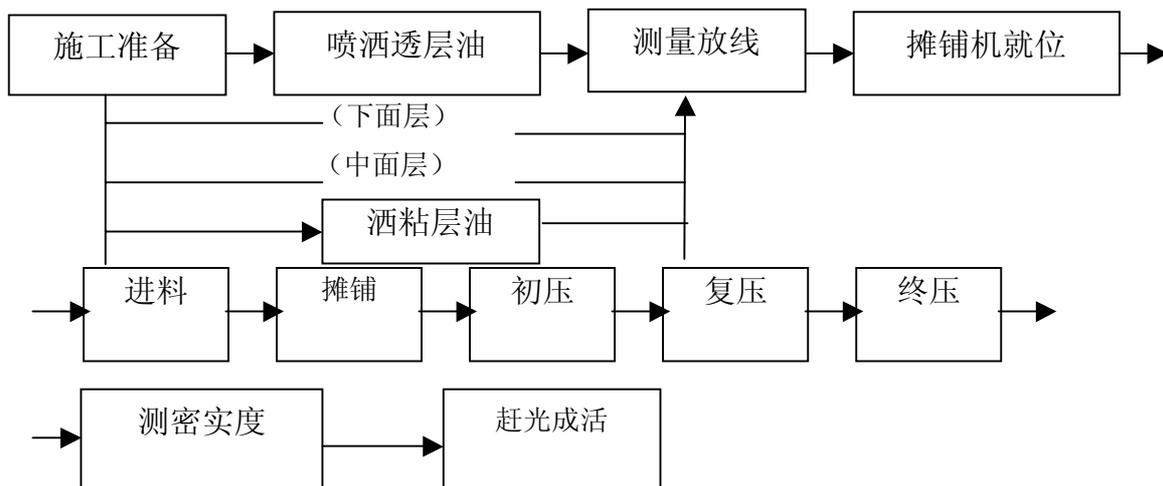 施工准备 喷洒透层油 测量放线 摊铺机就位
（下面层）
（中面层）
洒粘层油
进料 摊铺 初压 复压 终压
测密实度 赶光成活